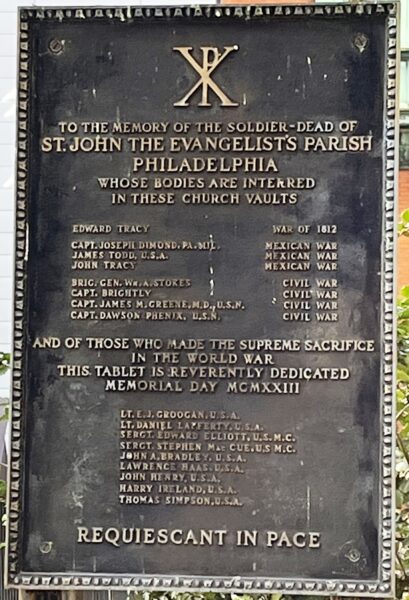 TO THE MEMORY OF THE SOLDIER-DEAD OF
ST. JOHN THE EVANGELIST'S PARISH
PHILADELPHIA
WHOSE BODIES ARE INTERRED
IN THESE CHURCH VAULTS
EDWARD TRACY WAR OF 1812
CAPT. JOSEPH DIMOND, PA. MIL. MEXICAN WAR
JAMES TODD, U.S.A. MEXICAN WAR
JOHN TRACY MEXICAN WAR
BRIG. GEN. WM. A. STOKES CIVIL WAR
CAPT. BRIGHTLY CIVIL WAR
CAPT. JAMES M. GREENE, M.D., U.S.N. CIVIL WAR
CAPT. DAWSON PHENIX, U.S.N. CIVIL WAR
AND OF THOSE WHO MADE THE SUPREME SACRIFICE
IN THE WORLD WAR
THIS TABLET IS REVERENTLY DEDICATED
MEMORIAL DAY MCMXXIII
LT. E.J. GROOGAN, U.S.A.
LT. DANIEL LAFFERTY, U.S.A.
SERGT. EDWARD ELLIOTT, U.S.M.C.
SERGT. STEPHEN MAC CUE, U.S.M.C.
JOHN A. BRADLEY, U.S.A.
LAWRENCE HAAS, U.S.A.
JOHN HENRY, U.S.A.
HARRY IRELAND, U.S.A.
THOMAS SIMPSON, U.S.A.
REQUIESCANT IN PACE